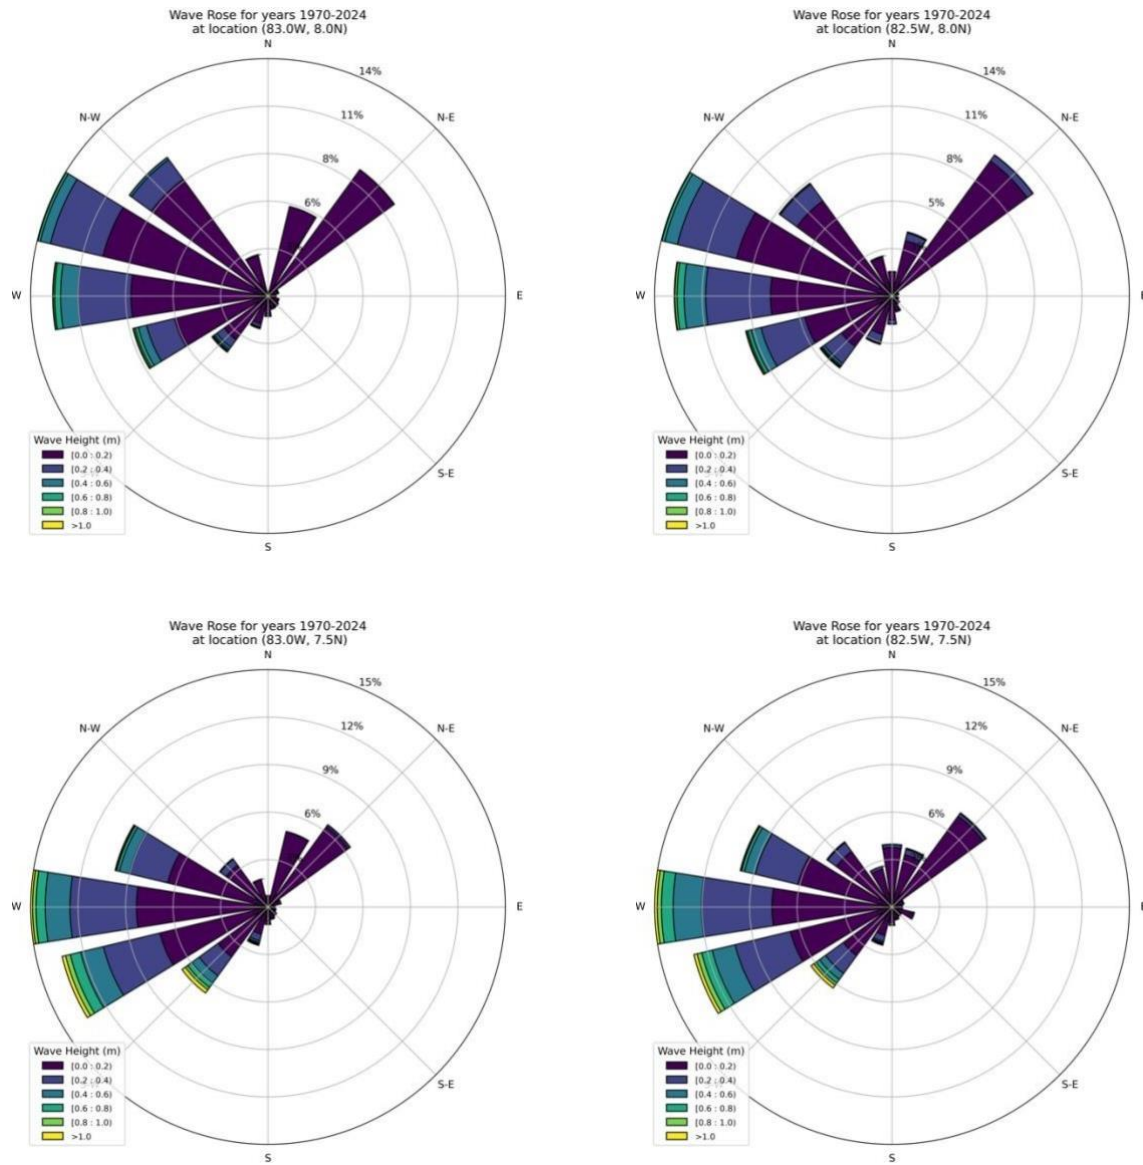 Wave Rose for years 1970-2024
at location (83.0W, 8.0N)
N
14%
N-W
11%
N-E
8%
6%
W
E
Wave Height (m)
[0.0 : 0.2)
[0.2 : 0.4)
[0.4 : 0.6)
[0.6 : 0.8)
[0.8 : 1.0)
>1.0
S-E
S
Wave Rose for years 1970-2024
at location (82.5W, 8.0N)
N
14%
N-W
11%
N-E
8%
5%
W
E
Wave Height (m)
[0.0 : 0.2)
[0.2 : 0.4)
[0.4 : 0.6)
[0.6 : 0.8)
[0.8 : 1.0)
>1.0
S-E
S
Wave Rose for years 1970-2024
at location (83.0W, 7.5N)
N
15%
N-W
12%
N-E
9%
6%
W
E
Wave Height (m)
[0.0 : 0.2)
[0.2 : 0.4)
[0.4 : 0.6)
[0.6 : 0.8)
[0.8 : 1.0)
>1.0
S-E
S
Wave Rose for years 1970-2024
at location (82.5W, 7.5N)
N
15%
N-W
12%
N-E
9%
6%
W
E
Wave Height (m)
[0.0 : 0.2)
[0.2 : 0.4)
[0.4 : 0.6)
[0.6 : 0.8)
[0.8 : 1.0)
>1.0
S-E
S